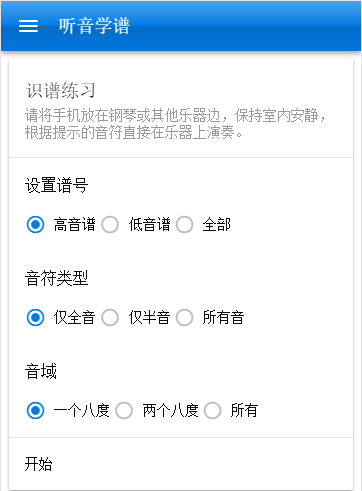 听音学谱
识谱练习
请将手机放在钢琴或其他乐器边，保持室内安静，
根据提示的音符直接在乐器上演奏。
设置谱号
高音谱 低音谱 全部
音符类型
仅全音 仅半音 所有音
音域
一个八度 两个八度 所有
开始